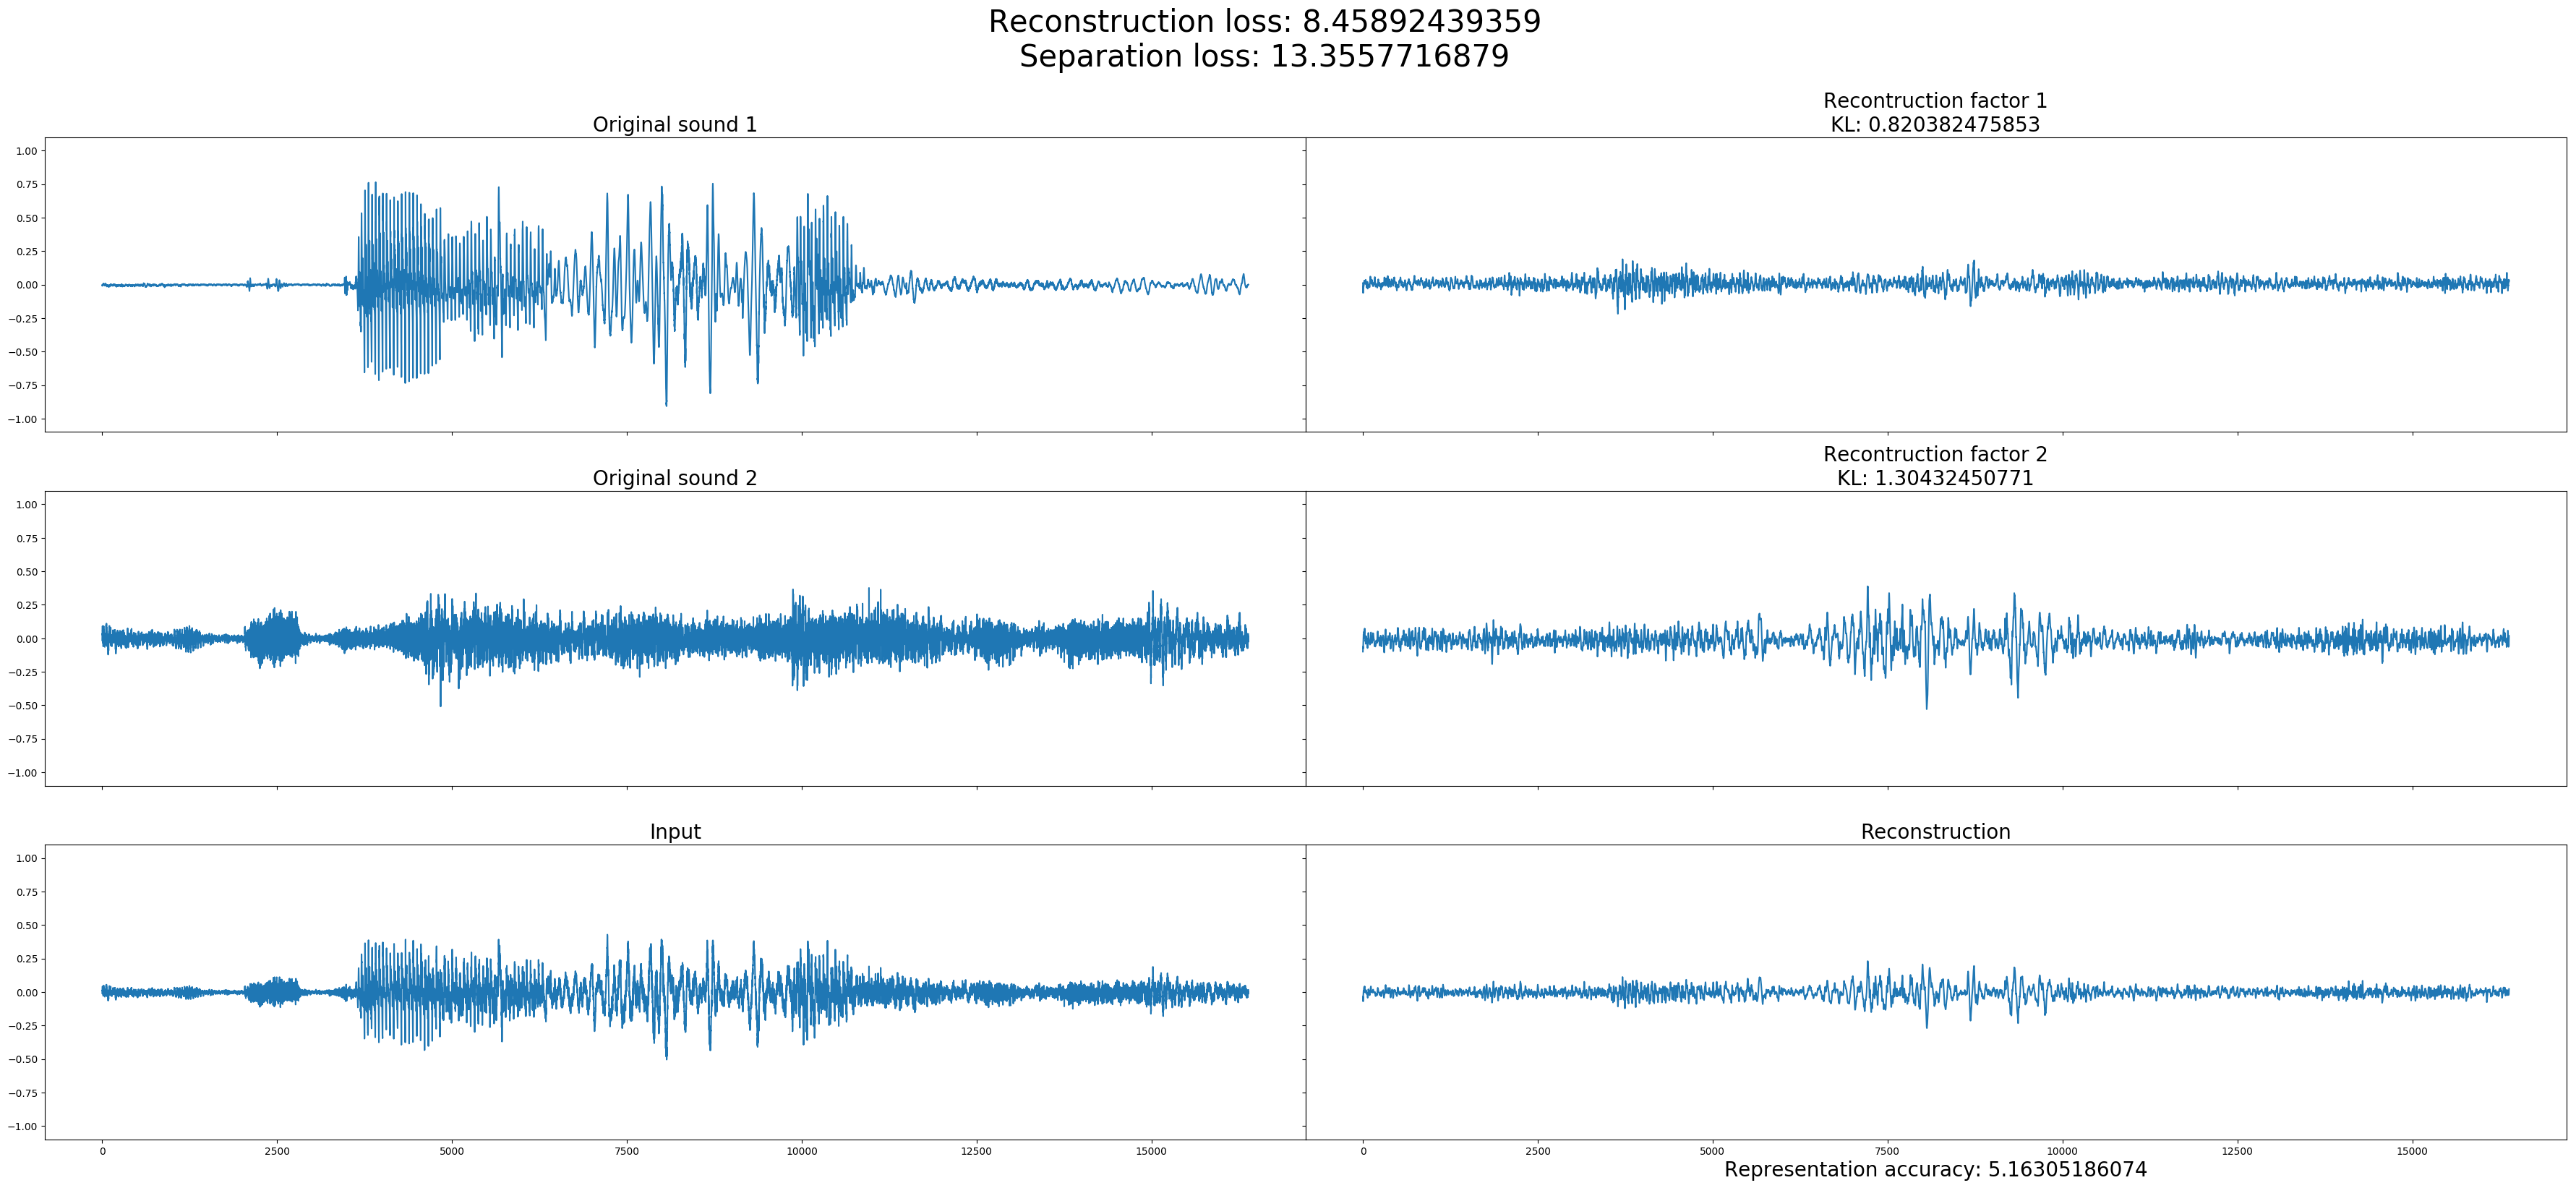 Reconstruction loss: 8.45892439359
Separation loss: 13.3557716879
Original sound 1
Recontruction factor 1
KL: 0.820382475853
1.00
0.75
0.50
0.25
0.00
−0.25
−0.50
−0.75
−1.00
Original sound 2
Recontruction factor 2
KL: 1.30432450771
1.00
0.75
0.50
0.25
0.00
−0.25
−0.50
−0.75
−1.00
Input
Reconstruction
1.00
0.75
0.50
0.25
0.00
−0.25
−0.50
−0.75
−1.00
0 2500 5000 7500 10000 12500 15000
0 2500 5000 7500 10000 12500 15000
Representation accuracy: 5.16305186074